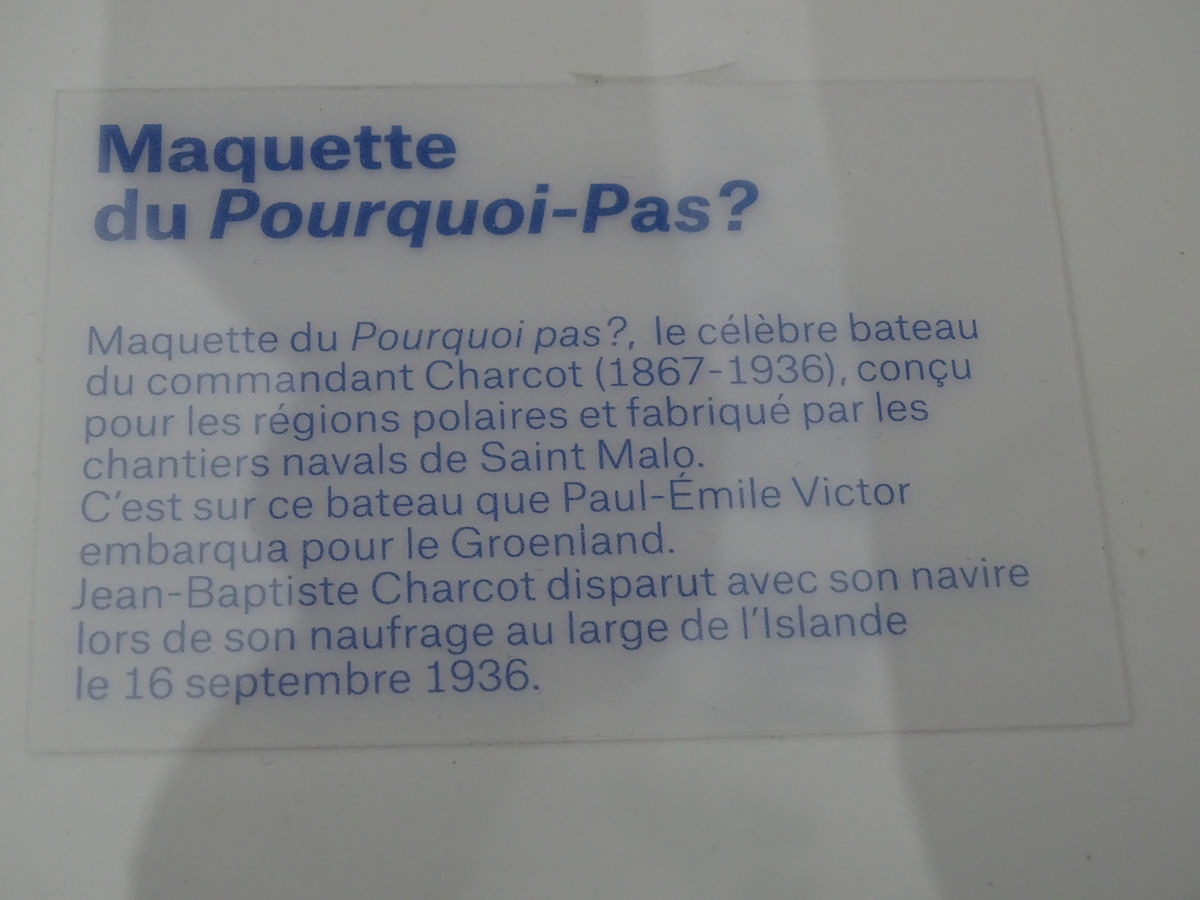 Maquette
du Pourquoi-Pas?
Maquette du Pourquoi pas?, le célèbre bateau
du commandant Charcot (1867-1936), conçu
pour les régions polaires et fabriqué par les
chantiers navals de Saint Malo.
C'est sur ce bateau que Paul-Émile Victor
embarqua pour le Groenland.
Jean-Baptiste Charcot disparut avec son navire
lors de son naufrage au large de l'Islande
le 16 septembre 1936.